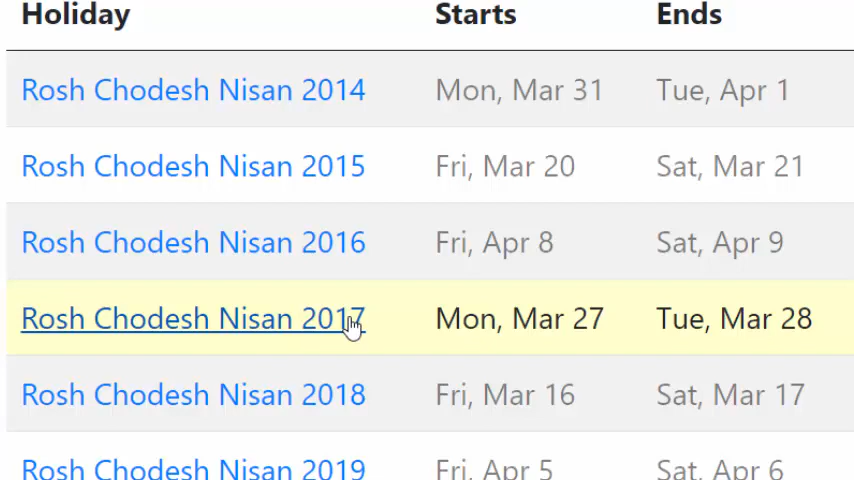 Holiday Starts Ends
Rosh Chodesh Nisan 2014 Mon, Mar 31 Tue, Apr 1
Rosh Chodesh Nisan 2015 Fri, Mar 20 Sat, Mar 21
Rosh Chodesh Nisan 2016 Fri, Apr 8 Sat, Apr 9
Rosh Chodesh Nisan 2017 Mon, Mar 27 Tue, Mar 28
Rosh Chodesh Nisan 2018 Fri, Mar 16 Sat, Mar 17
Rosh Chodesh Nisan 2019 Fri, Apr 5 Sat, Apr 6